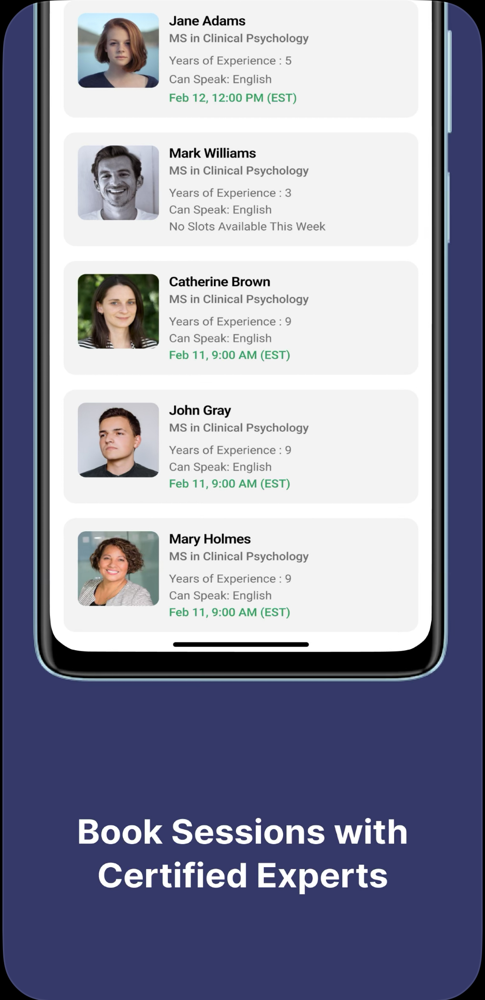 Jane Adams
MS in Clinical Psychology
Years of Experience : 5
Can Speak: English
Feb 12, 12:00 PM (EST)
Mark Williams
MS in Clinical Psychology
Years of Experience : 3
Can Speak: English
No Slots Available This Week
Catherine Brown
MS in Clinical Psychology
Years of Experience : 9
Can Speak: English
Feb 11, 9:00 AM (EST)
John Gray
MS in Clinical Psychology
Years of Experience : 9
Can Speak: English
Feb 11, 9:00 AM (EST)
Mary Holmes
MS in Clinical Psychology
Years of Experience : 9
Can Speak: English
Feb 11, 9:00 AM (EST)
Book Sessions with
Certified Experts